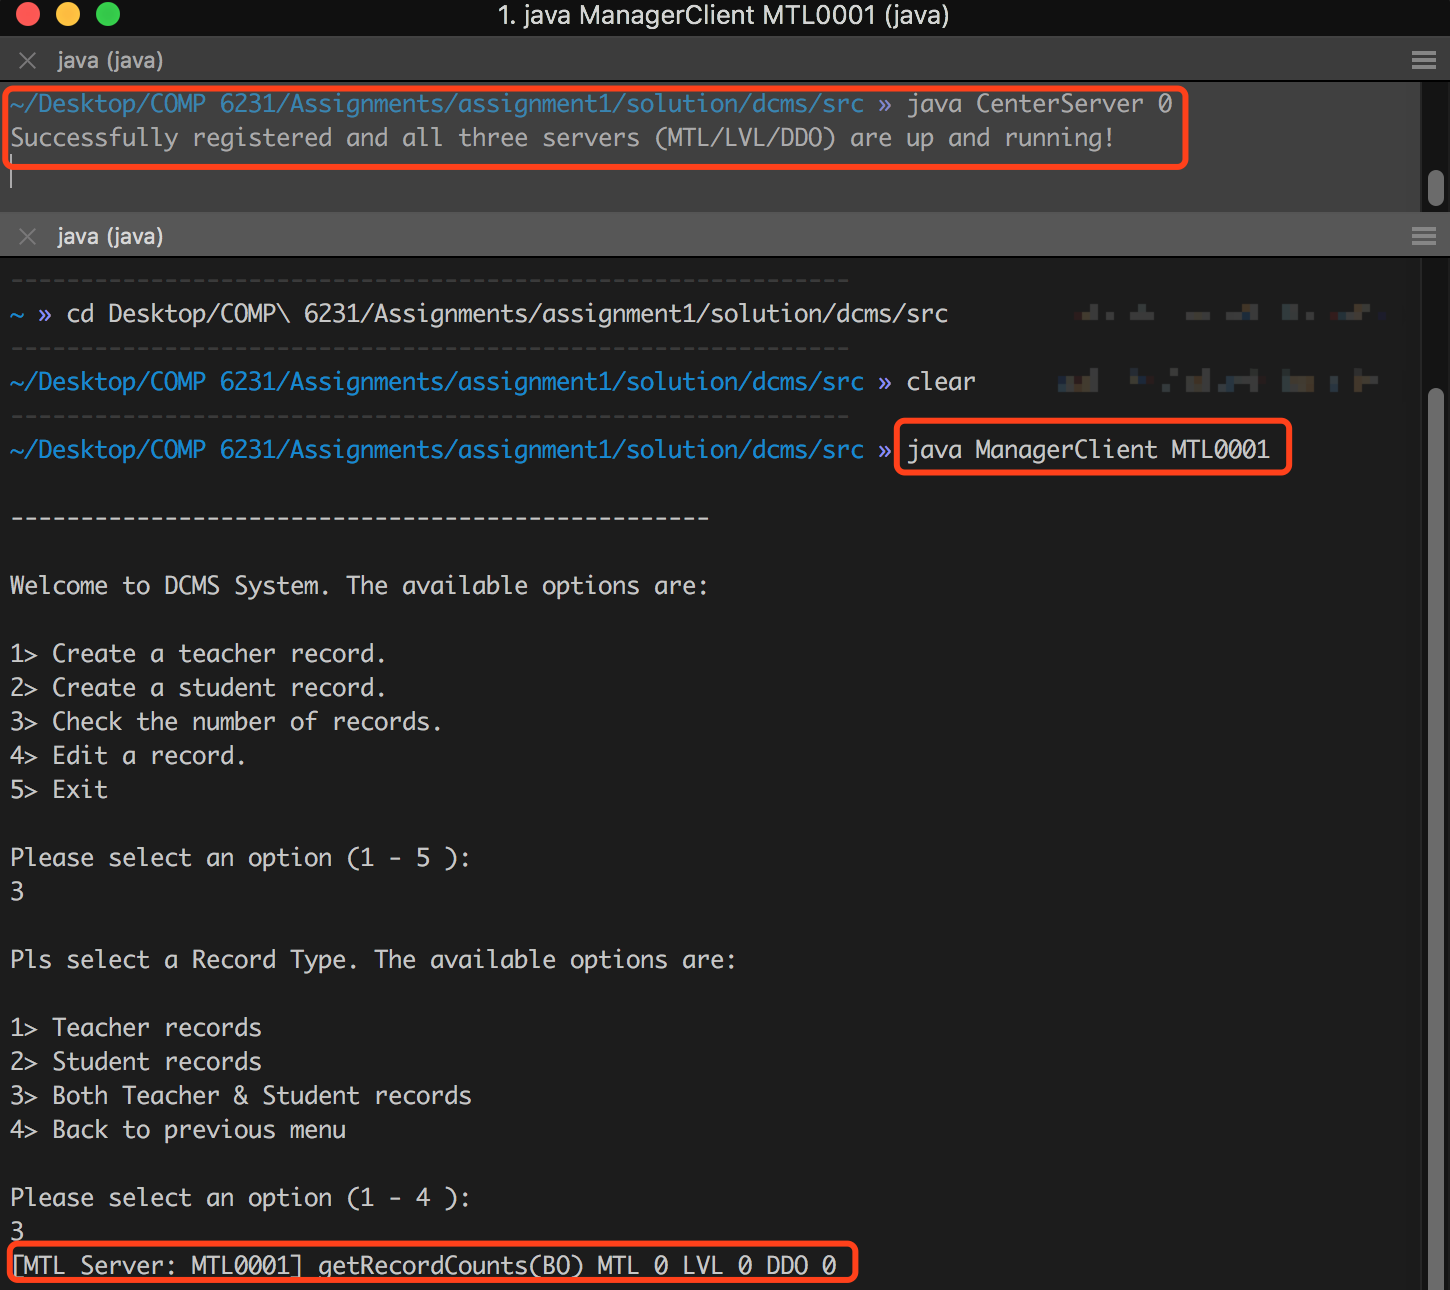 1. java ManagerClient MTL0001 (java)
java (java)
~/Desktop/COMP 6231/Assignments/assignment1/solution/dcms/src » java CenterServer 0
Successfully registered and all three servers (MTL/LVL/DDO) are up and running!
java (java)
------------------------------------------------------------
~ » cd Desktop/COMP\ 6231/Assignments/assignment1/solution/dcms/src
------------------------------------------------------------
~/Desktop/COMP 6231/Assignments/assignment1/solution/dcms/src » clear
------------------------------------------------------------
~/Desktop/COMP 6231/Assignments/assignment1/solution/dcms/src » java ManagerClient MTL0001
--------------------------------------------------
Welcome to DCMS System. The available options are:
1> Create a teacher record.
2> Create a student record.
3> Check the number of records.
4> Edit a record.
5> Exit
Please select an option (1 - 5 ):
3
Pls select a Record Type. The available options are:
1> Teacher records
2> Student records
3> Both Teacher & Student records
4> Back to previous menu
Please select an option (1 - 4 ):
3
[MTL Server: MTL0001] getRecordCounts(BO) MTL 0 LVL 0 DDO 0